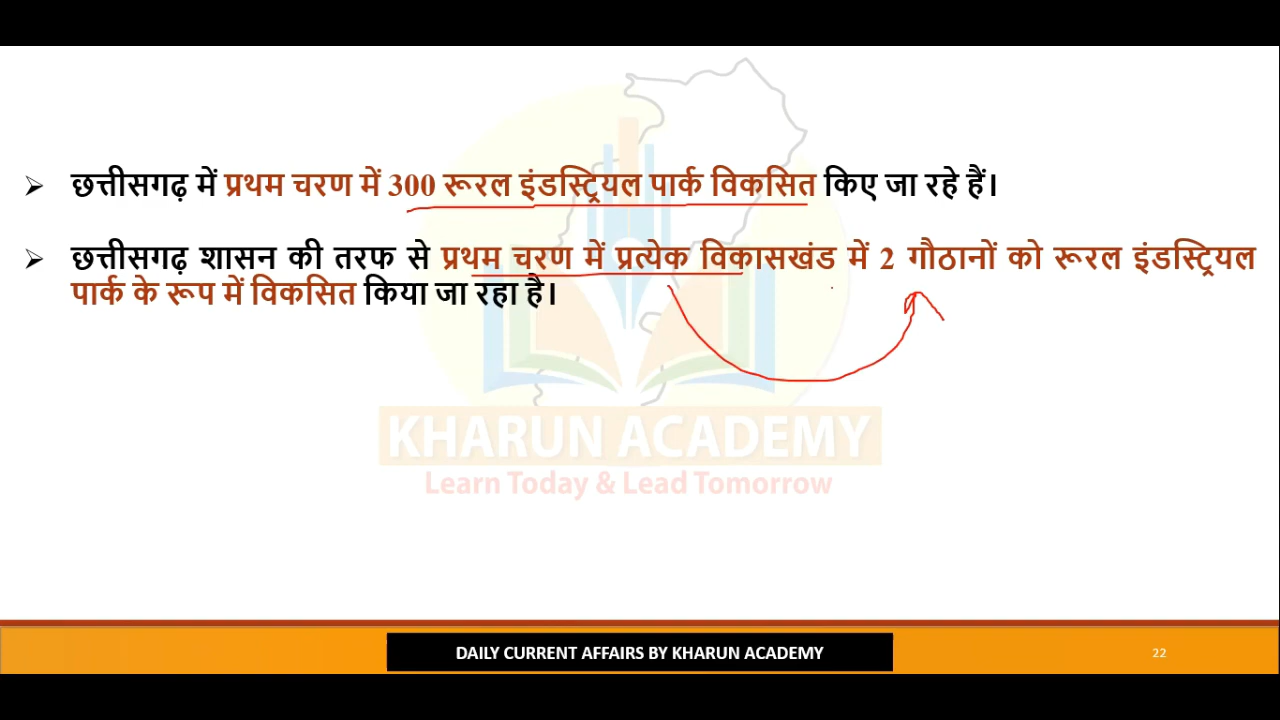 ➢ छत्तीसगढ़ में प्रथम चरण में 300 रूरल इंडस्ट्रियल पार्क विकसित किए जा रहे हैं।
➢ छत्तीसगढ़ शासन की तरफ से प्रथम चरण में प्रत्येक विकासखंड में 2 गौठानों को रूरल इंडस्ट्रियल
पार्क के रूप में विकसित किया जा रहा है।
KHARUN ACADEMY
Learn Today & Lead Tomorrow
DAILY CURRENT AFFAIRS BY KHARUN ACADEMY
22